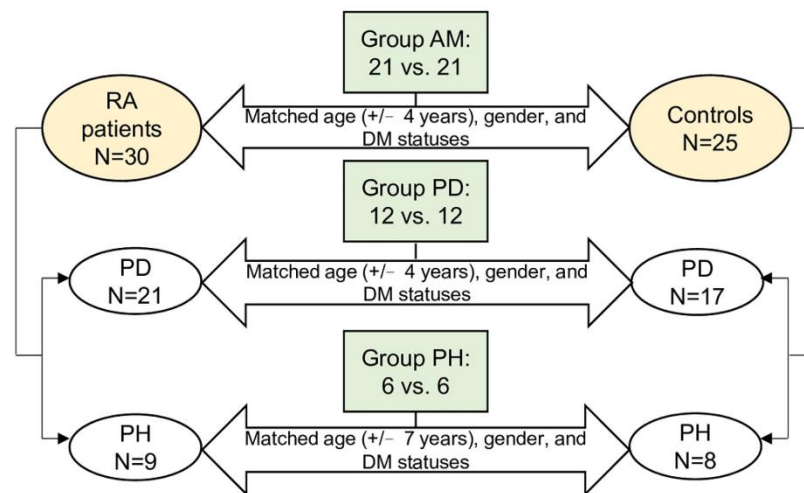 Group AM:
21 vs. 21
RA
patients
N=30
Matched age (+/− 4 years), gender, and
DM statuses
Controls
N=25
Group PD:
12 vs. 12
PD
N=21
Matched age (+/− 4 years), gender, and
DM statuses
PD
N=17
Group PH:
6 vs. 6
PH
N=9
Matched age (+/− 7 years), gender, and
DM statuses
PH
N=8